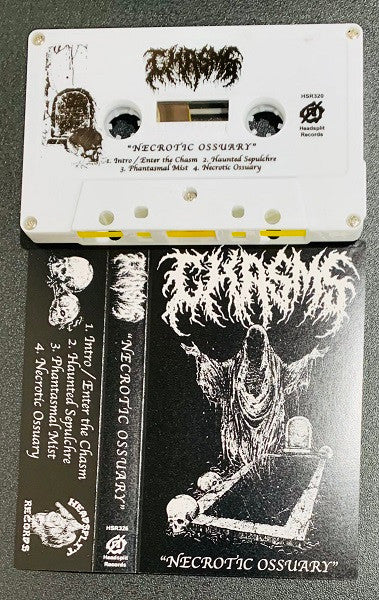 CHASMS
HSR320
Headsplit
Records
"NECROTIC OSSUARY"
1. Intro / Enter the Chasm 2. Haunted Sepulchre
3. Phantasmal Mist 4. Necrotic Ossuary
1. Intro / Enter the Chasm
2. Haunted Sepulchre
3. Phantasmal Mist
4. Necrotic Ossuary
HEADSPLIT
RECORDS
CHASMS
"NECROTIC OSSUARY"
HSR320
Headsplit
Records
CHASMS
"NECROTIC OSSUARY"